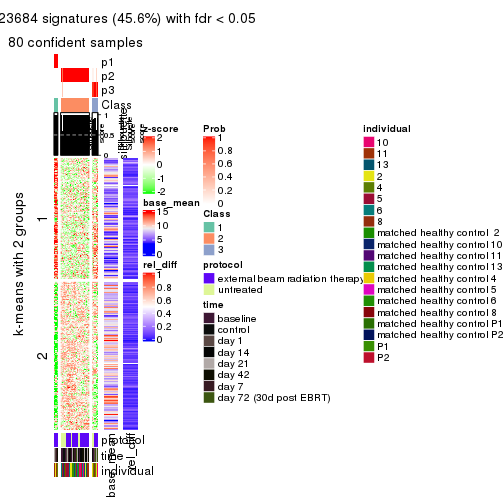 23684 signatures (45.6%) with fdr < 0.05
80 confident samples
p1
p2
p3
Class
1
0.5
0
silhouette
score
k-means with 2 groups
1
2
protocol
time
individual
base_mean
rel_diff
z-score
2
1
0
-1
-2
base_mean
15
10
5
0
rel_diff
1
0.8
0.6
0.4
0.2
0
Prob
1
0.8
0.6
0.4
0.2
0
Class
1
2
3
protocol
external beam radiation therapy
untreated
time
baseline
control
day 1
day 14
day 21
day 42
day 7
day 72 (30d post EBRT)
individual
10
11
13
2
4
5
6
8
matched healthy control 2
matched healthy control 10
matched healthy control 11
matched healthy control 13
matched healthy control 4
matched healthy control 5
matched healthy control 6
matched healthy control 8
matched healthy control P1
matched healthy control P2
P1
P2